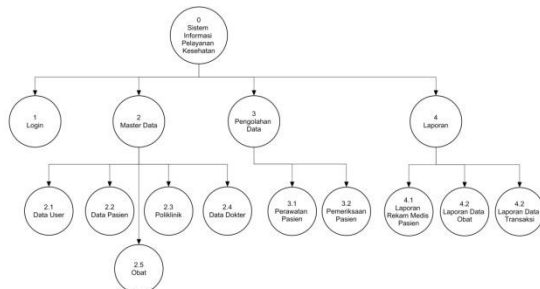 0
Sistem
Informasi
Pelayanan
Kesehatan
1
Login
2
Master Data
3
Pengolahan
Data
4
Laporan
2.1
Data User
2.2
Data Pasien
2.3
Poliklinik
2.4
Data Dokter
3.1
Perawatan
Pasien
3.2
Pemeriksaan
Pasien
4.1
Laporan
Rekam Medis
Pasien
4.2
Laporan Data
Obat
4.2
Laporan Data
Transaksi
2.5
Obat